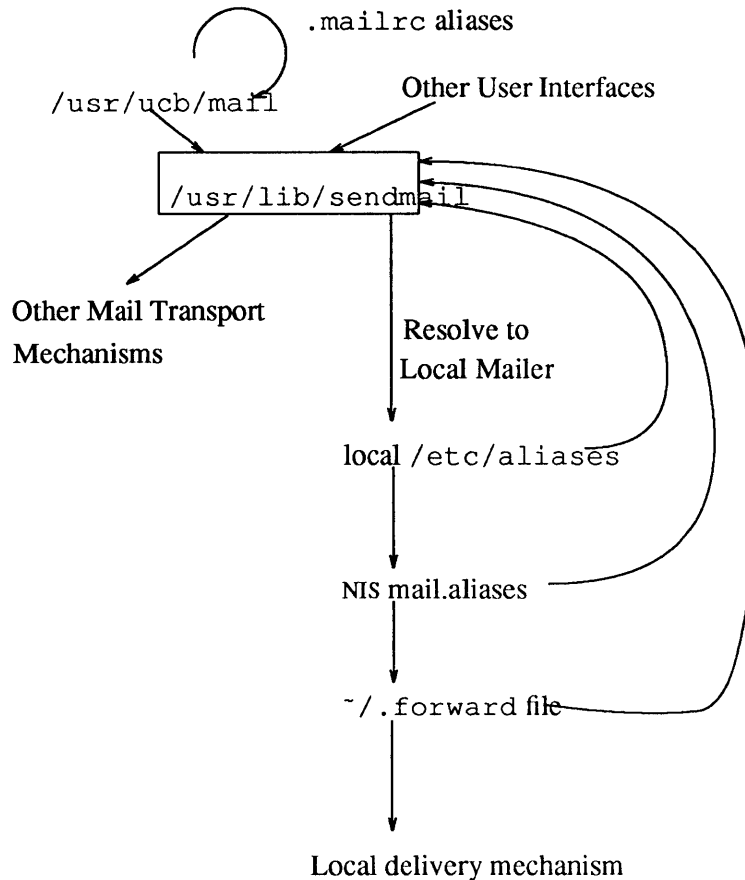 .mailrc aliases
/usr/ucb/mail
Other User Interfaces
/usr/lib/sendmail
Other Mail Transport
Mechanisms
Resolve to
Local Mailer
local /etc/aliases
NIS mail.aliases
~/.forward file
Local delivery mechanism